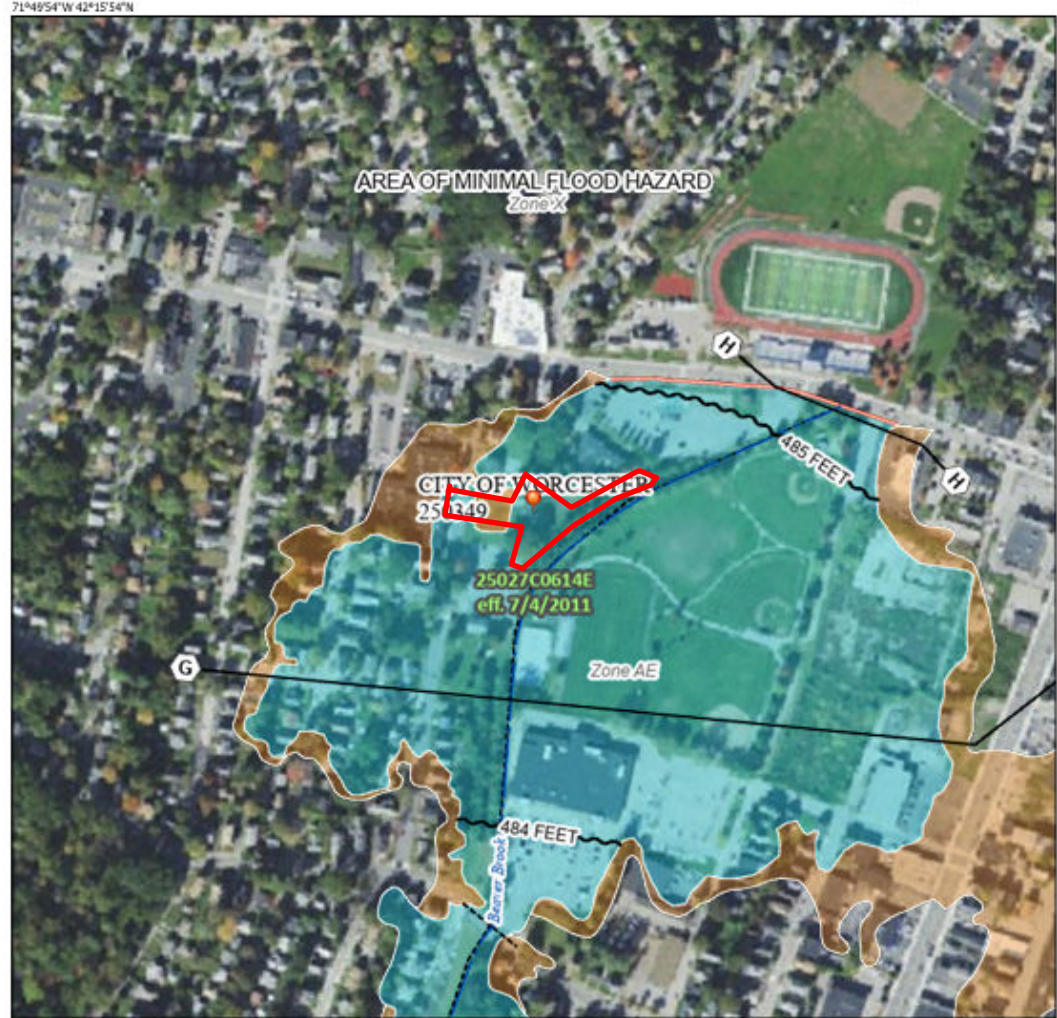 71°49'54"W 42°15'54"N
AREA OF MINIMAL FLOOD HAZARD
Zone X
H
485 FEET
H
CITY OF WORCESTER
250349
25027C0614E
eff. 7/4/2011
G
Zone AE
484 FEET
Beaver Brook